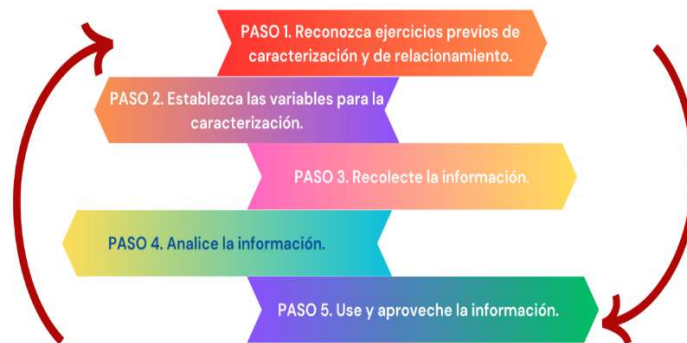 PASO 1. Reconozca ejercicios previos de
caracterización y de relacionamiento.
PASO 2. Establezca las variables para la
caracterización.
PASO 3. Recolecte la información.
PASO 4. Analice la información.
PASO 5. Use y aproveche la información.